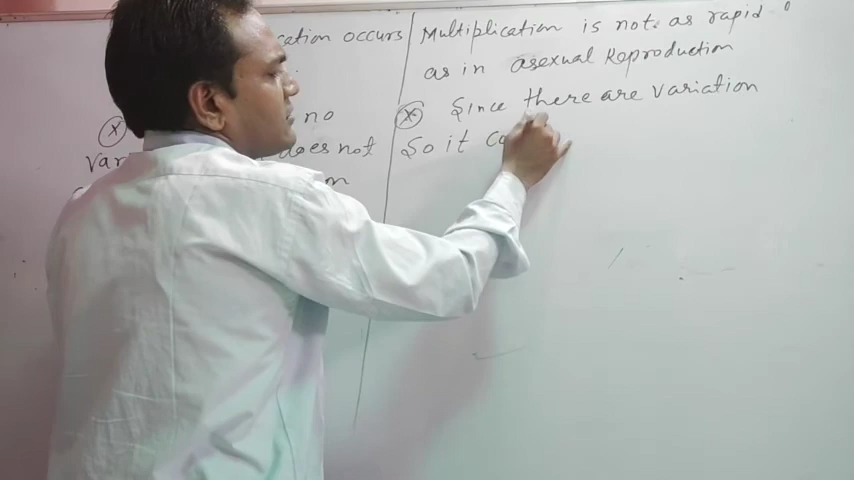 cation occurs
no
Var
does not
Multiplication is not as rapid
as in asexual Reproduction
Since there are variation
So it